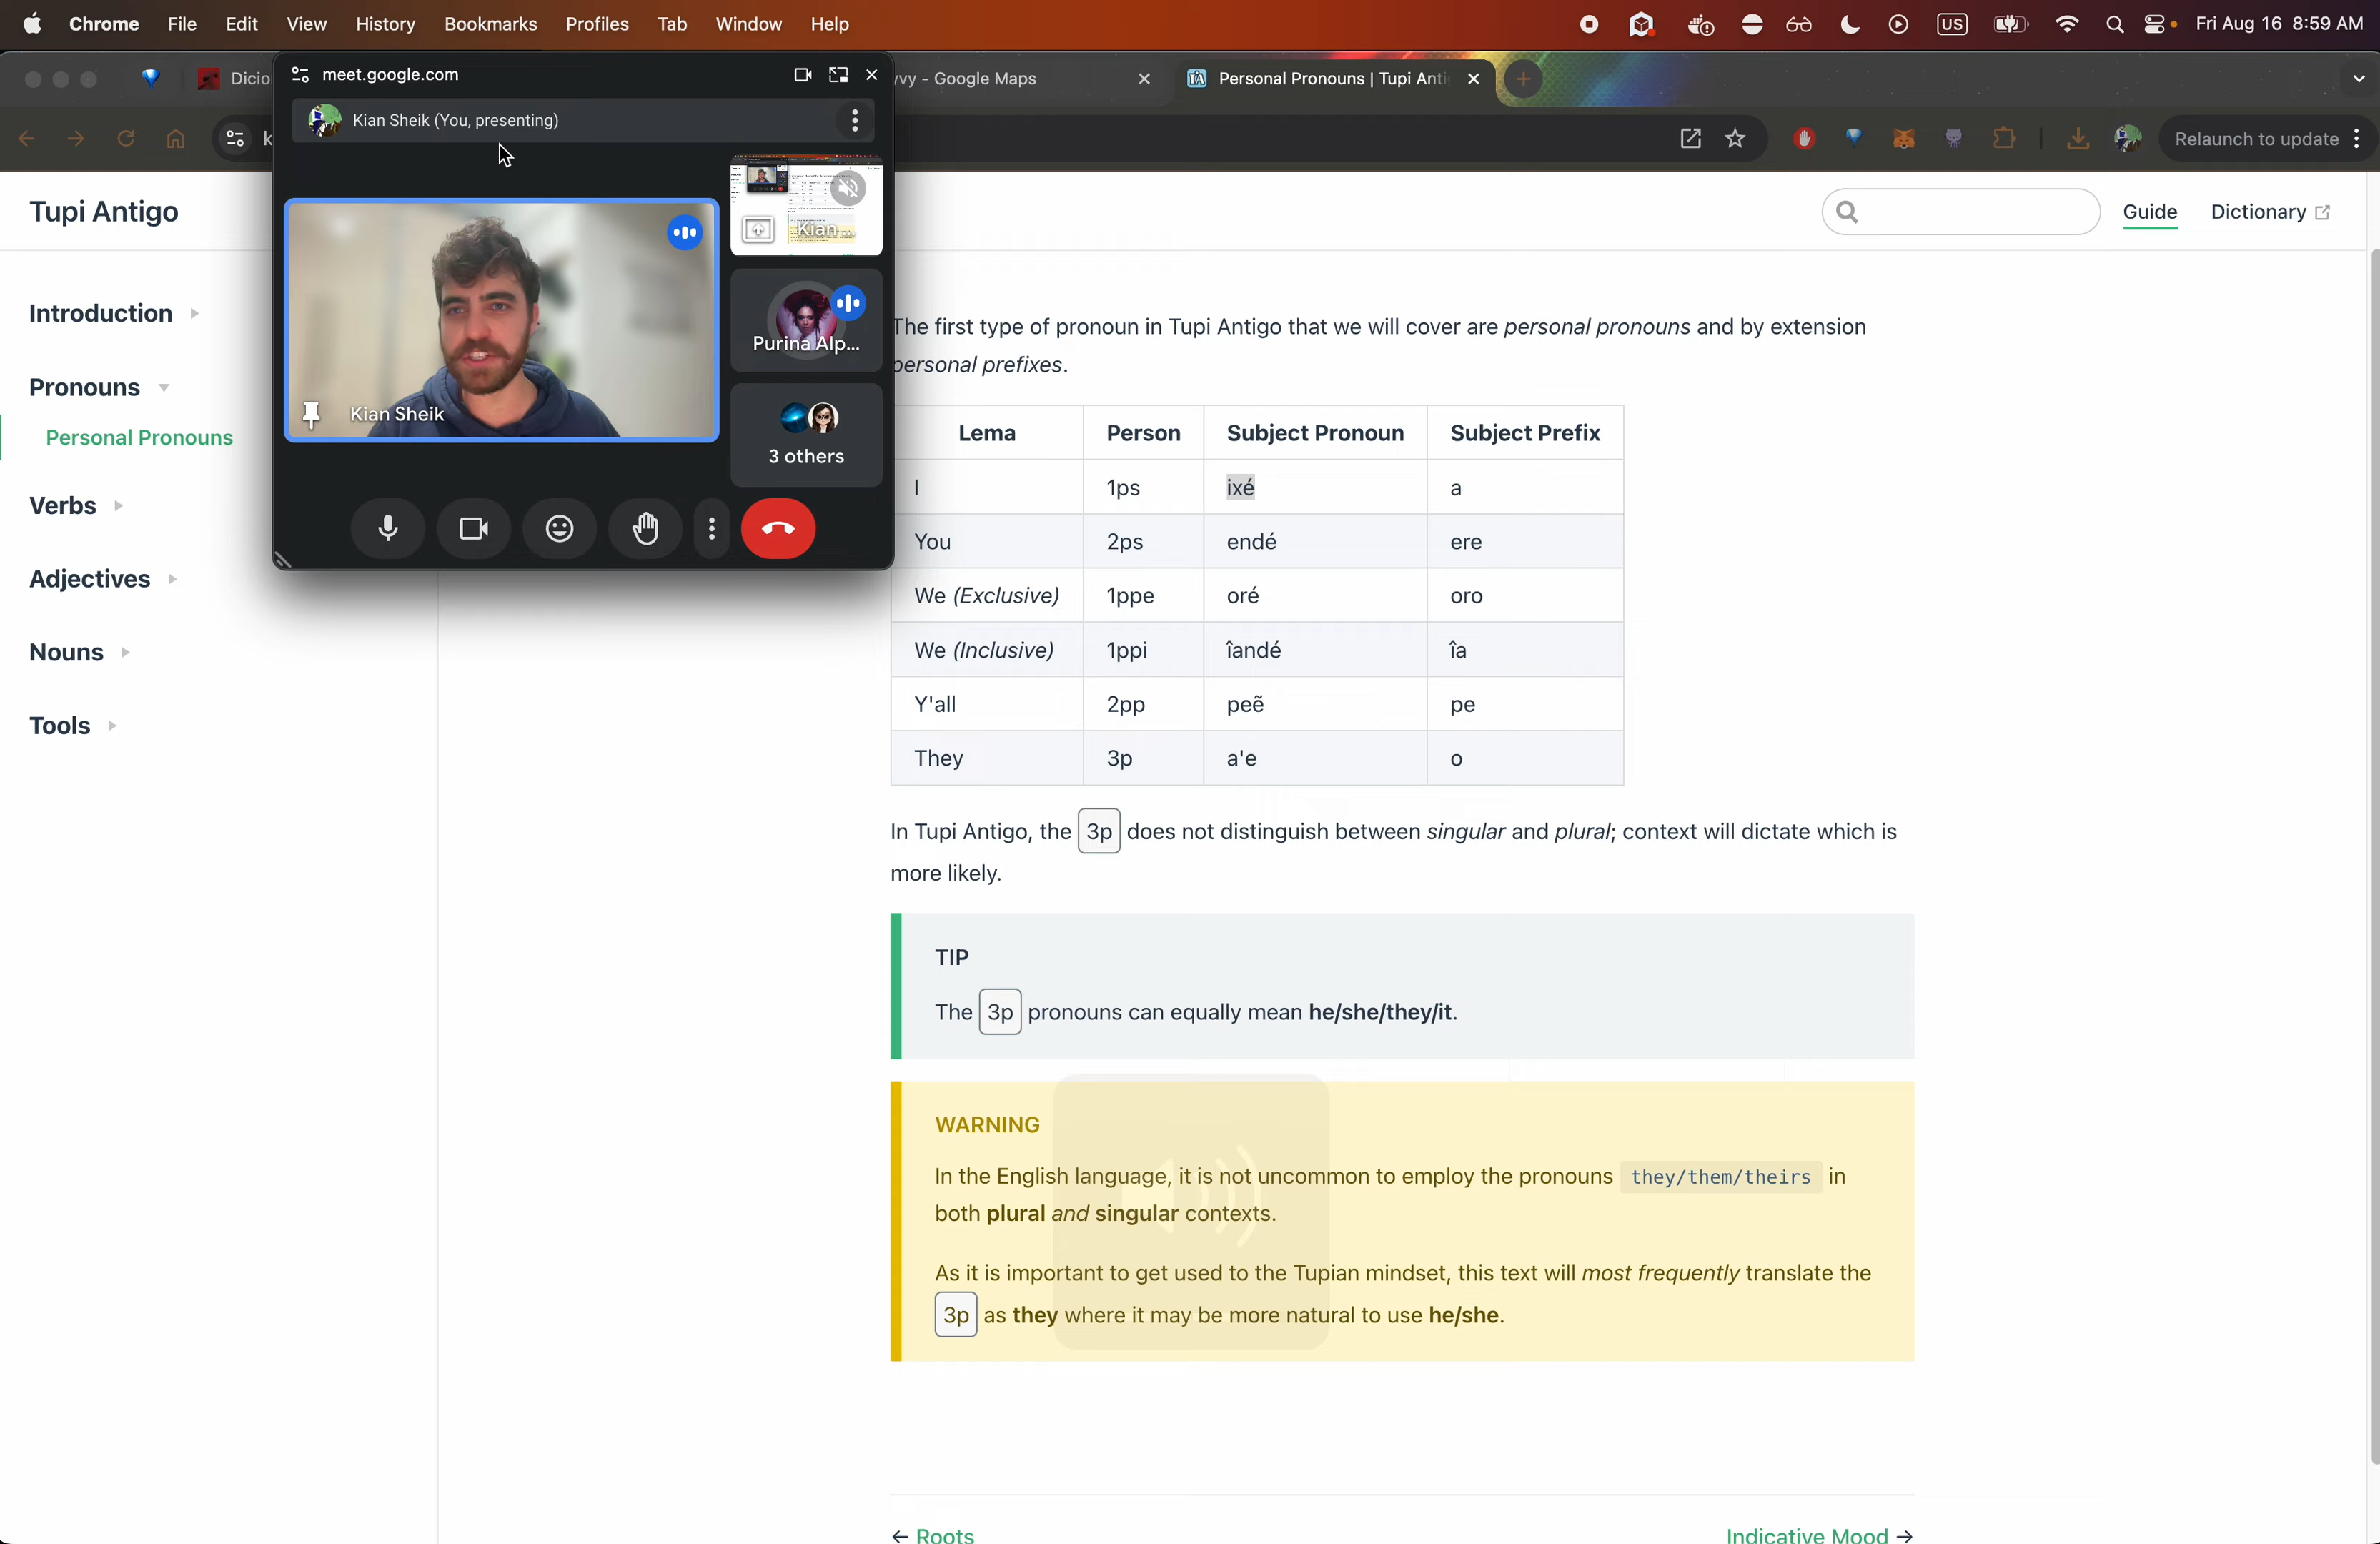 Chrome File Edit View History Bookmarks Profiles Tab Window Help US Fri Aug 16 8:59 AM
Dicio
vy - Google Maps
Personal Pronouns | Tupi Anti
meet.google.com
Kian Sheik (You, presenting)
Relaunch to update
Kian ...
Purina Alp...
Kian Sheik
3 others
Tupi Antigo
Guide
Dictionary
Introduction
Pronouns
Personal Pronouns
Verbs
Adjectives
Nouns
Tools
The first type of pronoun in Tupi Antigo that we will cover are personal pronouns and by extension
personal prefixes.
Lema Person Subject Pronoun Subject Prefix
I 1ps ixé a
You 2ps endé ere
We (Exclusive) 1ppe oré oro
We (Inclusive) 1ppi îandé îa
Y'all 2pp peẽ pe
They 3p a'e o
In Tupi Antigo, the 3p does not distinguish between singular and plural; context will dictate which is
more likely.
TIP
The 3p pronouns can equally mean he/she/they/it.
WARNING
In the English language, it is not uncommon to employ the pronouns they/them/theirs in
both plural and singular contexts.
As it is important to get used to the Tupian mindset, this text will most frequently translate the
3p as they where it may be more natural to use he/she.
← Roots
Indicative Mood →